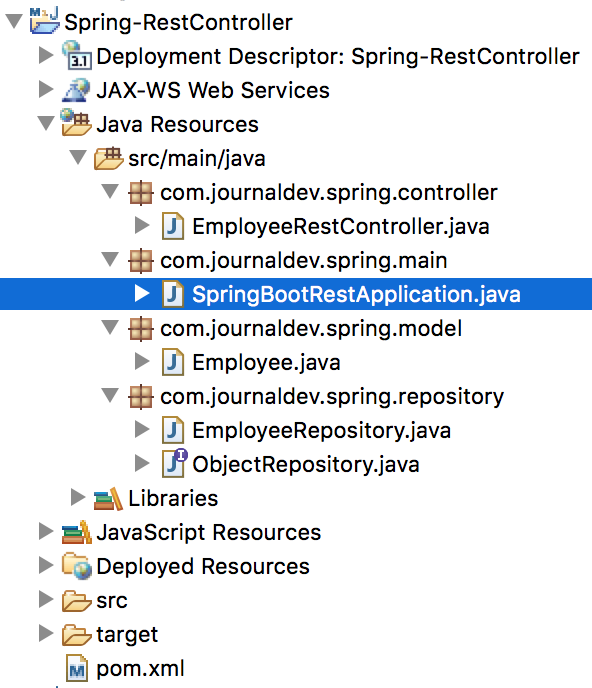 Spring-RestController
Deployment Descriptor: Spring-RestController
JAX-WS Web Services
Java Resources
src/main/java
com.journaldev.spring.controller
EmployeeRestController.java
com.journaldev.spring.main
SpringBootRestApplication.java
com.journaldev.spring.model
Employee.java
com.journaldev.spring.repository
EmployeeRepository.java
ObjectRepository.java
Libraries
JavaScript Resources
Deployed Resources
src
target
pom.xml